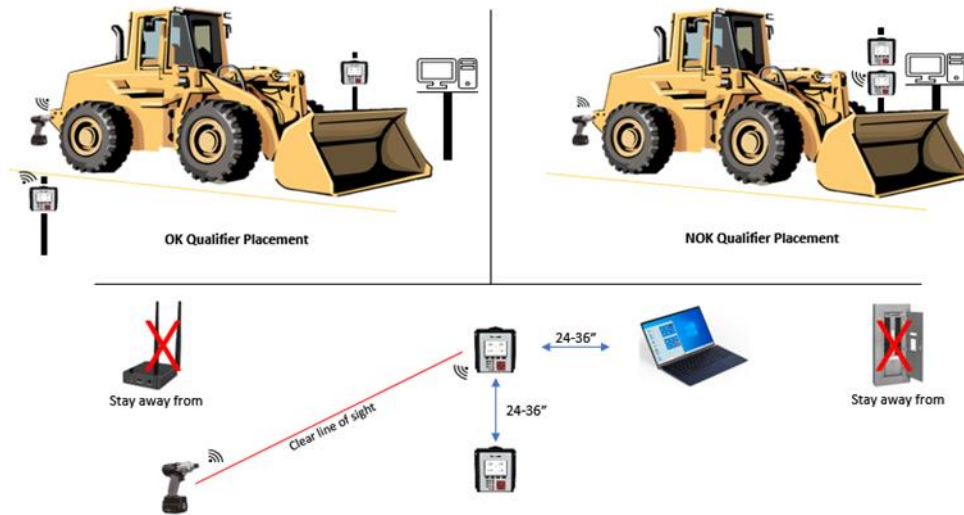 OK Qualifier Placement
NOK Qualifier Placement
24-36”
Stay away from
Clear line of sight
24-36”
Stay away from